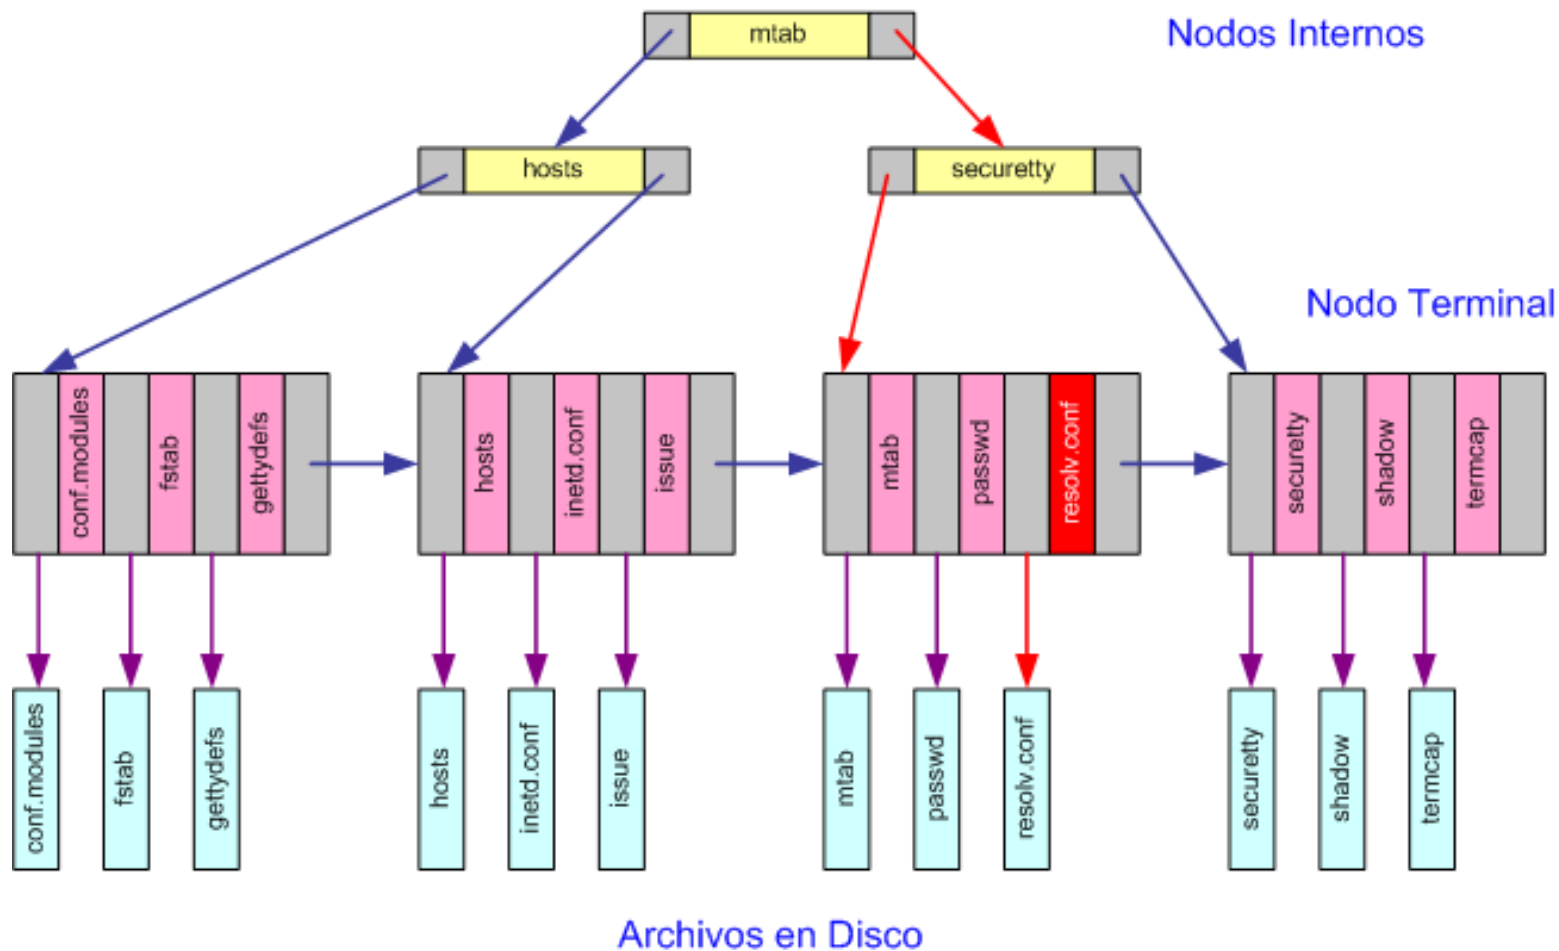 mtab
Nodos Internos
hosts
securetty
Nodo Terminal
conf.modules
fstab
gettydefs
hosts
inetd.conf
issue
mtab
passwd
resolv.conf
securetty
shadow
termcap
conf.modules
fstab
gettydefs
hosts
inetd.conf
issue
mtab
passwd
resolv.conf
securetty
shadow
termcap
Archivos en Disco